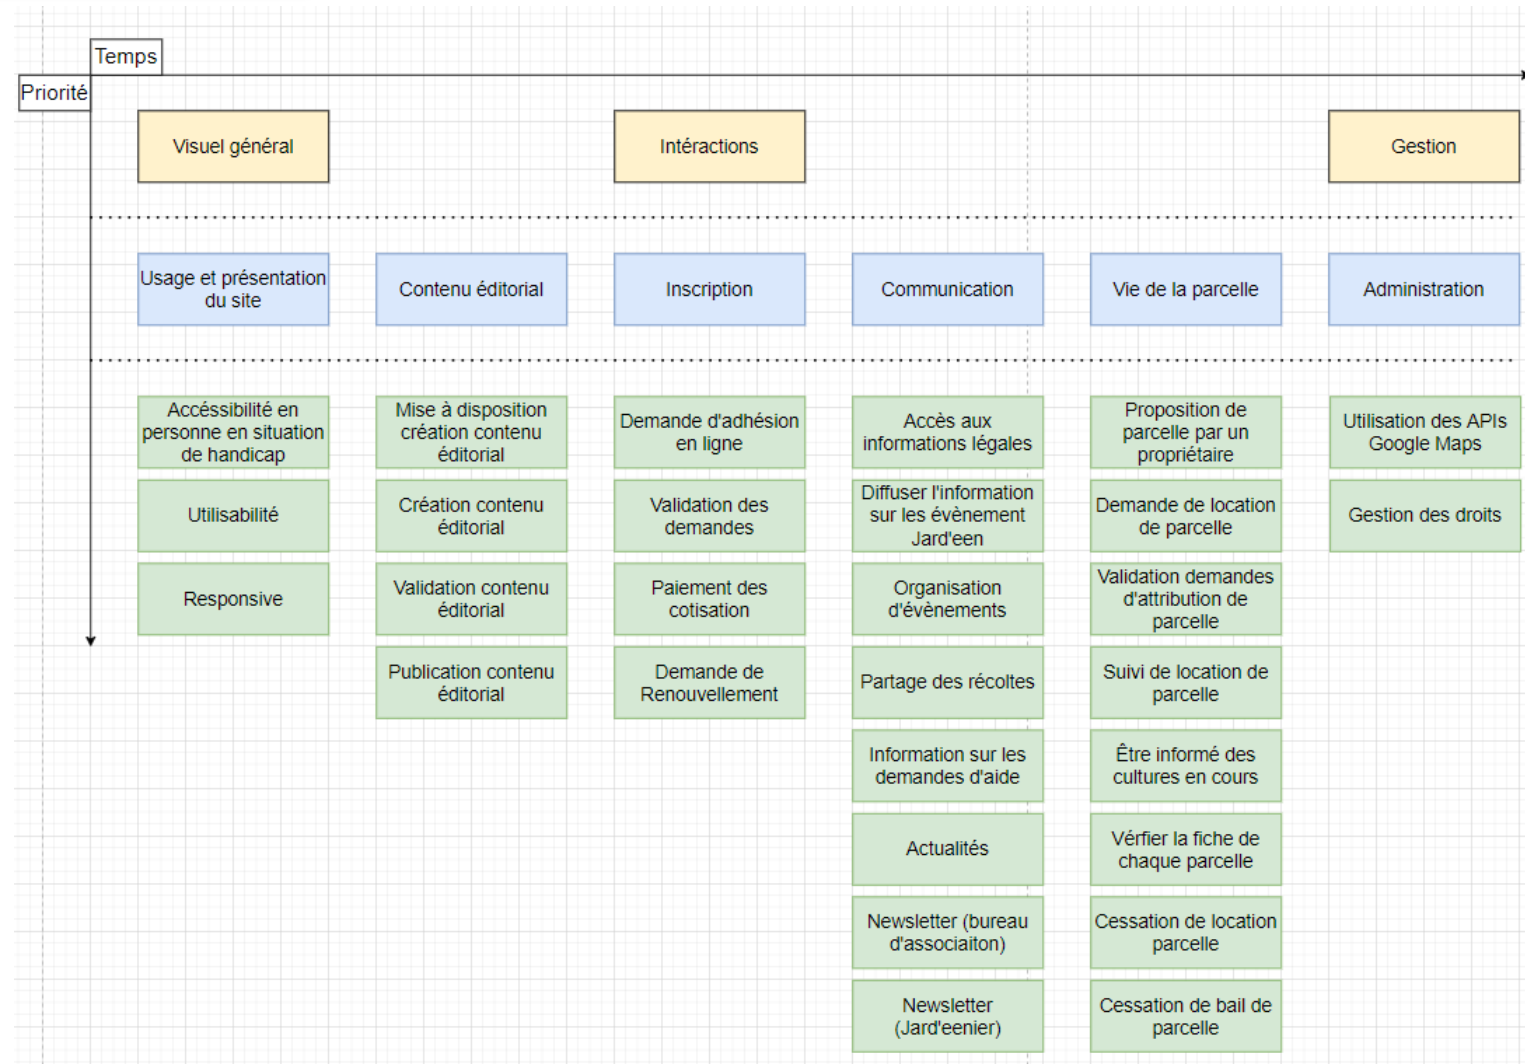 Temps
Priorité
Visuel général
Intéractions
Gestion
Usage et présentation
du site
Contenu éditorial
Inscription
Communication
Vie de la parcelle
Administration
Accéssibilité en
personne en situation
de handicap
Mise à disposition
création contenu
éditorial
Demande d'adhésion
en ligne
Accès aux
informations légales
Proposition de
parcelle par un
propriétaire
Utilisation des APIs
Google Maps
Utilisabilité
Création contenu
éditorial
Validation des
demandes
Diffuser l'information
sur les évènement
Jard'een
Demande de location
de parcelle
Gestion des droits
Responsive
Validation contenu
éditorial
Paiement des
cotisation
Organisation
d'évènements
Validation demandes
d'attribution de
parcelle
Publication contenu
éditorial
Demande de
Renouvellement
Partage des récoltes
Suivi de location de
parcelle
Information sur les
demandes d'aide
Être informé des
cultures en cours
Actualités
Vérfier la fiche de
chaque parcelle
Newsletter (bureau
d'associaiton)
Cessation de location
parcelle
Newsletter
(Jard'eenier)
Cessation de bail de
parcelle